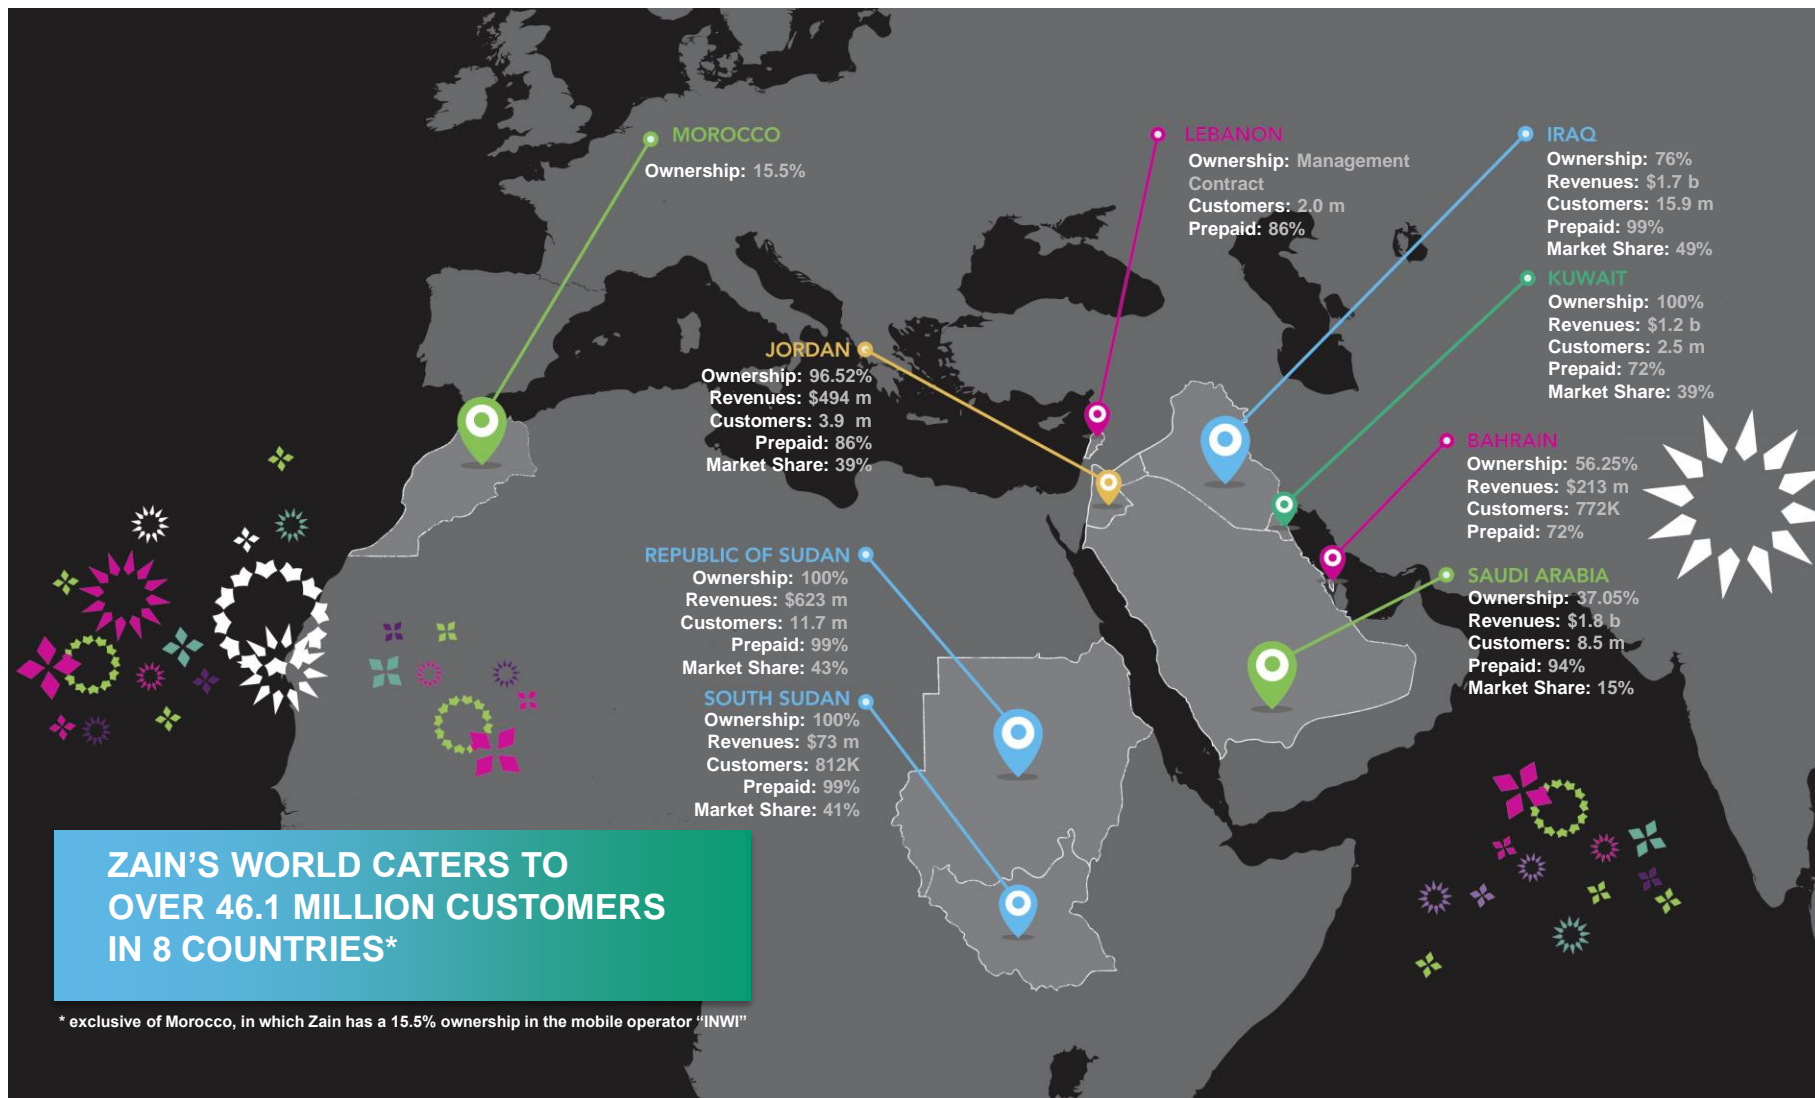 MOROCCO
Ownership: 15.5%
LEBANON
Ownership: Management
Contract
Customers: 2.0 m
Prepaid: 86%
IRAQ
Ownership: 76%
Revenues: $1.7 b
Customers: 15.9 m
Prepaid: 99%
Market Share: 49%
KUWAIT
Ownership: 100%
Revenues: $1.2 b
Customers: 2.5 m
Prepaid: 72%
Market Share: 39%
JORDAN
Ownership: 96.52%
Revenues: $494 m
Customers: 3.9 m
Prepaid: 86%
Market Share: 39%
BAHRAIN
Ownership: 56.25%
Revenues: $213 m
Customers: 772K
Prepaid: 72%
REPUBLIC OF SUDAN
Ownership: 100%
Revenues: $623 m
Customers: 11.7 m
Prepaid: 99%
Market Share: 43%
SAUDI ARABIA
Ownership: 37.05%
Revenues: $1.8 b
Customers: 8.5 m
Prepaid: 94%
Market Share: 15%
SOUTH SUDAN
Ownership: 100%
Revenues: $73 m
Customers: 812K
Prepaid: 99%
Market Share: 41%
ZAIN’S WORLD CATERS TO
OVER 46.1 MILLION CUSTOMERS
IN 8 COUNTRIES*
* exclusive of Morocco, in which Zain has a 15.5% ownership in the mobile operator “INWI”